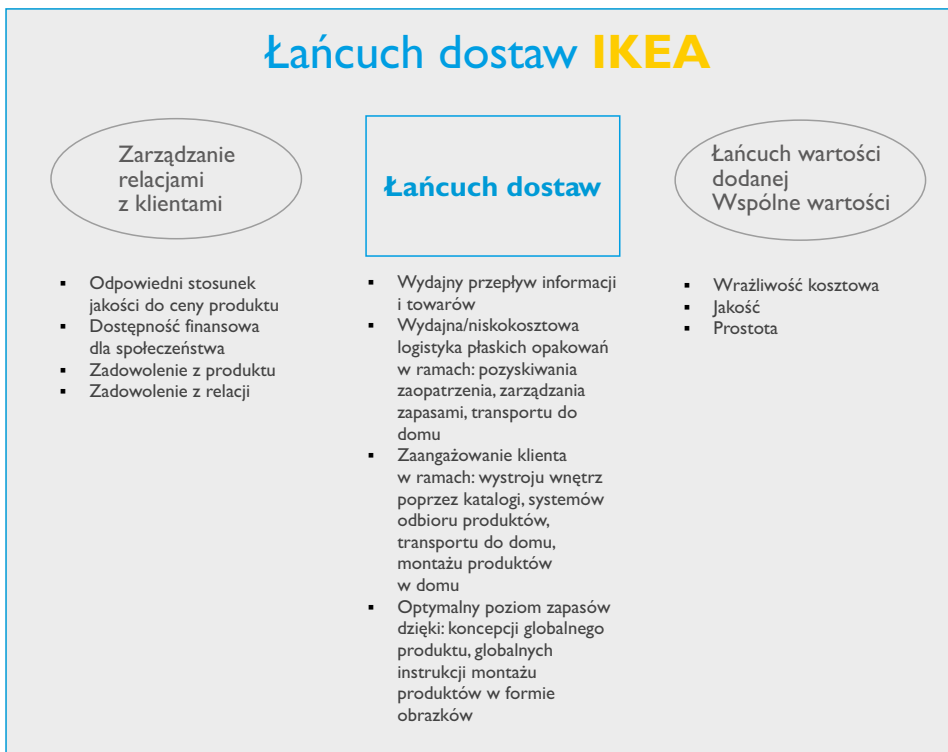 Łańcuch dostaw IKEA
Zarządzanie
relacjami
z klientami
▪ Odpowiedni stosunek
jakości do ceny produktu
▪ Dostępność finansowa
dla społeczeństwa
▪ Zadowolenie z produktu
▪ Zadowolenie z relacji
Łańcuch dostaw
▪ Wydajny przepływ informacji
i towarów
▪ Wydajna/niskokosztowa
logistyka płaskich opakowań
w ramach: pozyskiwania
zaopatrzenia, zarządzania
zapasami, transportu do
domu
▪ Zaangażowanie klienta
w ramach: wystroju wnętrz
poprzez katalogi, systemów
odbioru produktów,
transportu do domu,
montażu produktów
w domu
▪ Optymalny poziom zapasów
dzięki: koncepcji globalnego
produktu, globalnych
instrukcji montażu
produktów w formie
obrazków
Łańcuch wartości
dodanej
Wspólne wartości
▪ Wrażliwość kosztowa
▪ Jakość
▪ Prostota